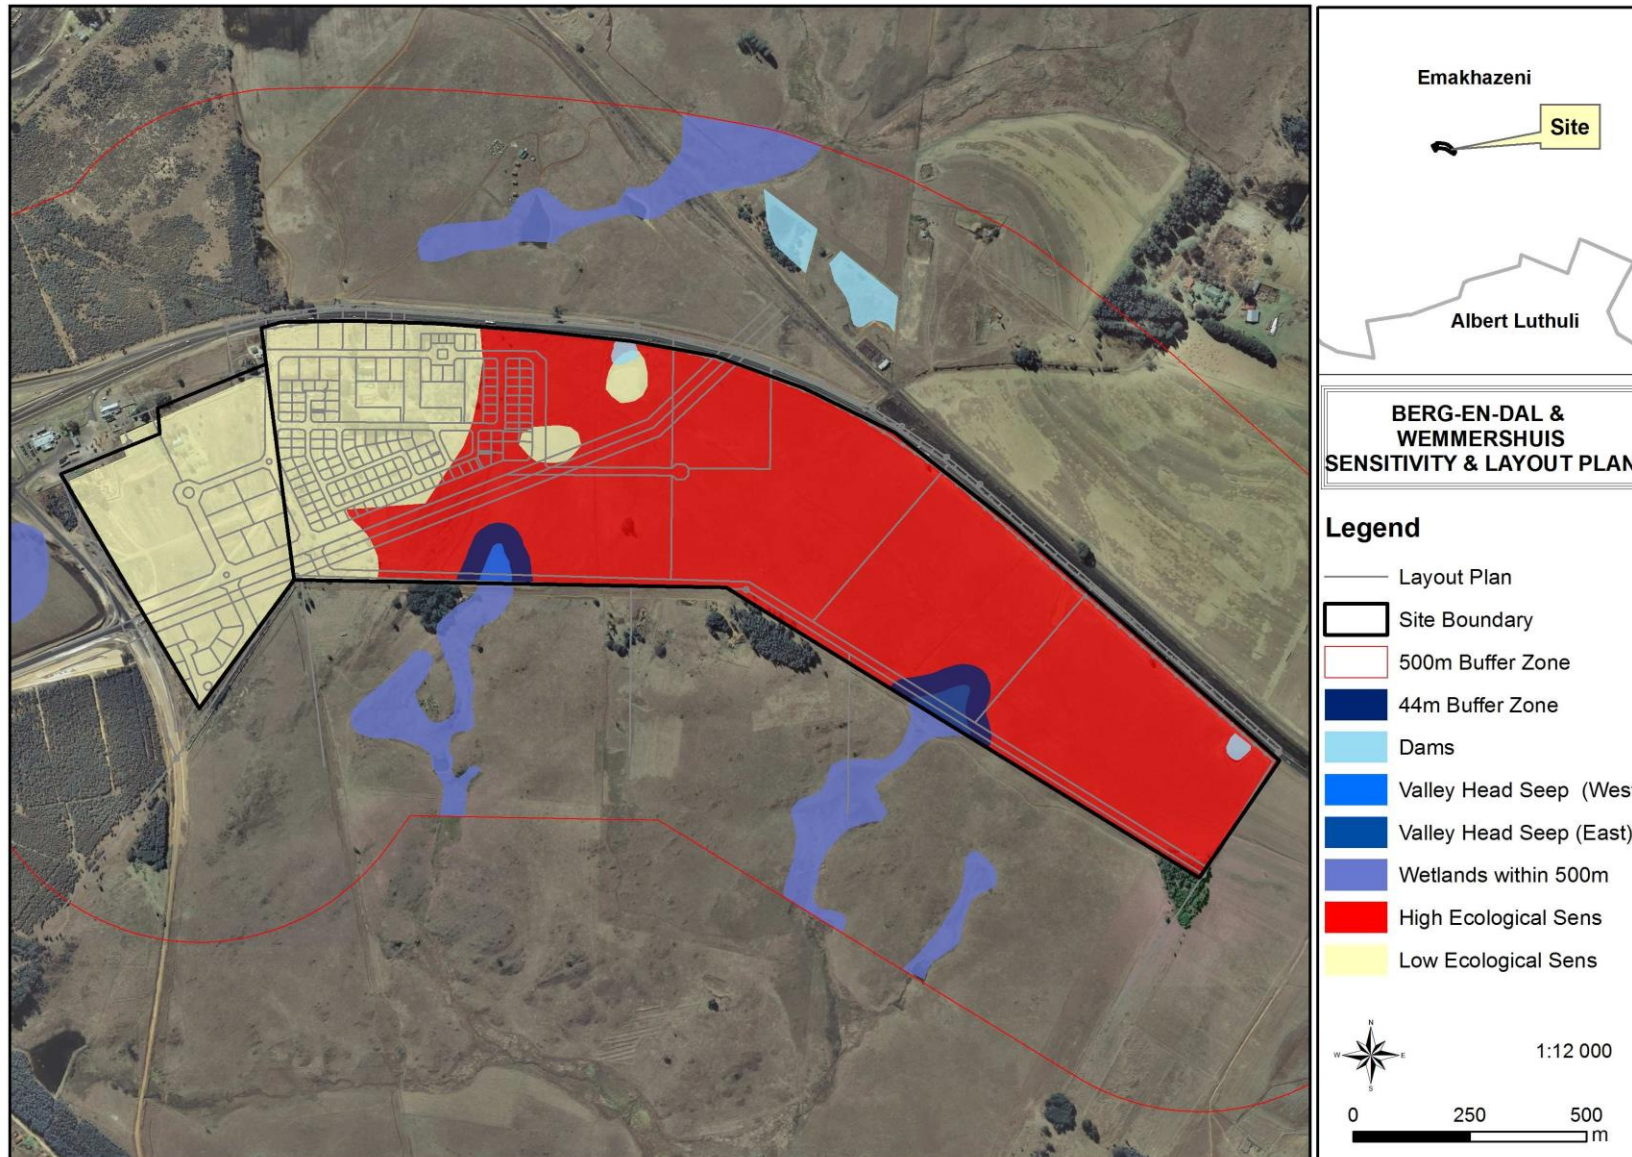 Emakhazeni
Site
Albert Luthuli
BERG-EN-DAL &
WEMMERSHUIS
SENSITIVITY & LAYOUT PLAN
Legend
Layout Plan
Site Boundary
500m Buffer Zone
44m Buffer Zone
Dams
Valley Head Seep (West
Valley Head Seep (East)
Wetlands within 500m
High Ecological Sens
Low Ecological Sens
N
W E
S
1:12 000
0 250 500
m